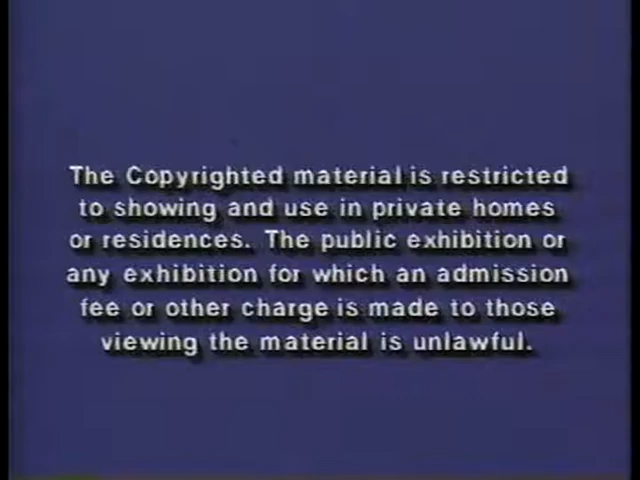 The Copyrighted material is restricted
to showing and use in private homes
or residences. The public exhibition or
any exhibition for which an admission
fee or other charge is made to those
viewing the material is unlawful.